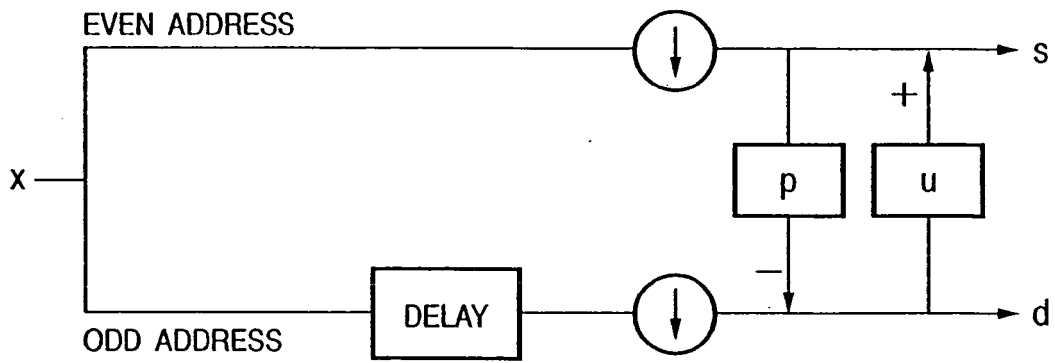 EVEN ADDRESS
s
+
x
p
u
−
DELAY
d
ODD ADDRESS